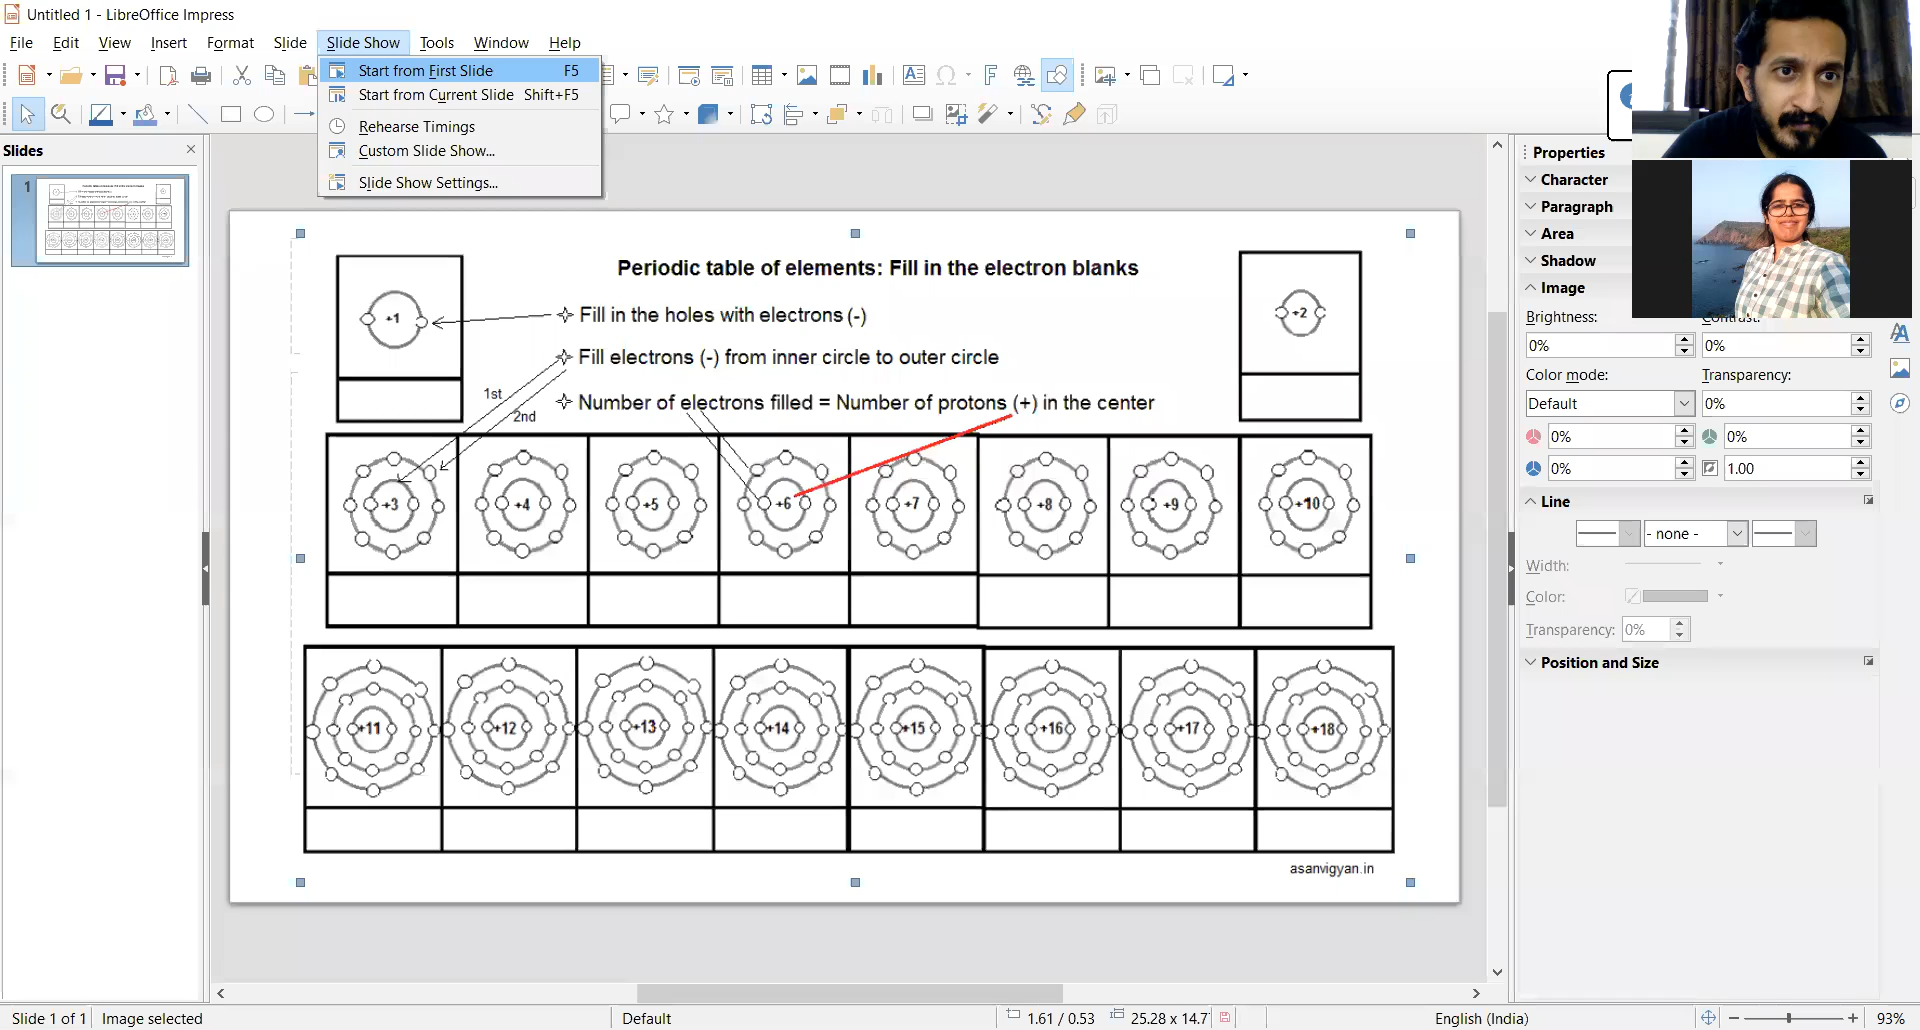 Untitled 1 - LibreOffice Impress
File Edit View Insert Format Slide Slide Show Tools Window Help
Start from First Slide F5
Start from Current Slide Shift+F5
Rehearse Timings
Custom Slide Show...
Slide Show Settings...
Slides
1
Periodic table of elements: Fill in the electron blanks
Fill in the holes with electrons (-)
Fill electrons (-) from inner circle to outer circle
Number of electrons filled = Number of protons (+) in the center
1st
2nd
+1 +2
+3 +4 +5 +6 +7 +8 +9 +10
+11 +12 +13 +14 +15 +16 +17 +18
asanvigyan.in
Properties
Character
Paragraph
Area
Shadow
Image
Brightness:
0% 0%
Color mode: Transparency:
Default 0%
0% 0%
0% 1.00
Line
- none -
Width:
Color:
Transparency: 0%
Position and Size
Slide 1 of 1 Image selected Default 1.61 / 0.53 25.28 x 14.7 English (India) 93%